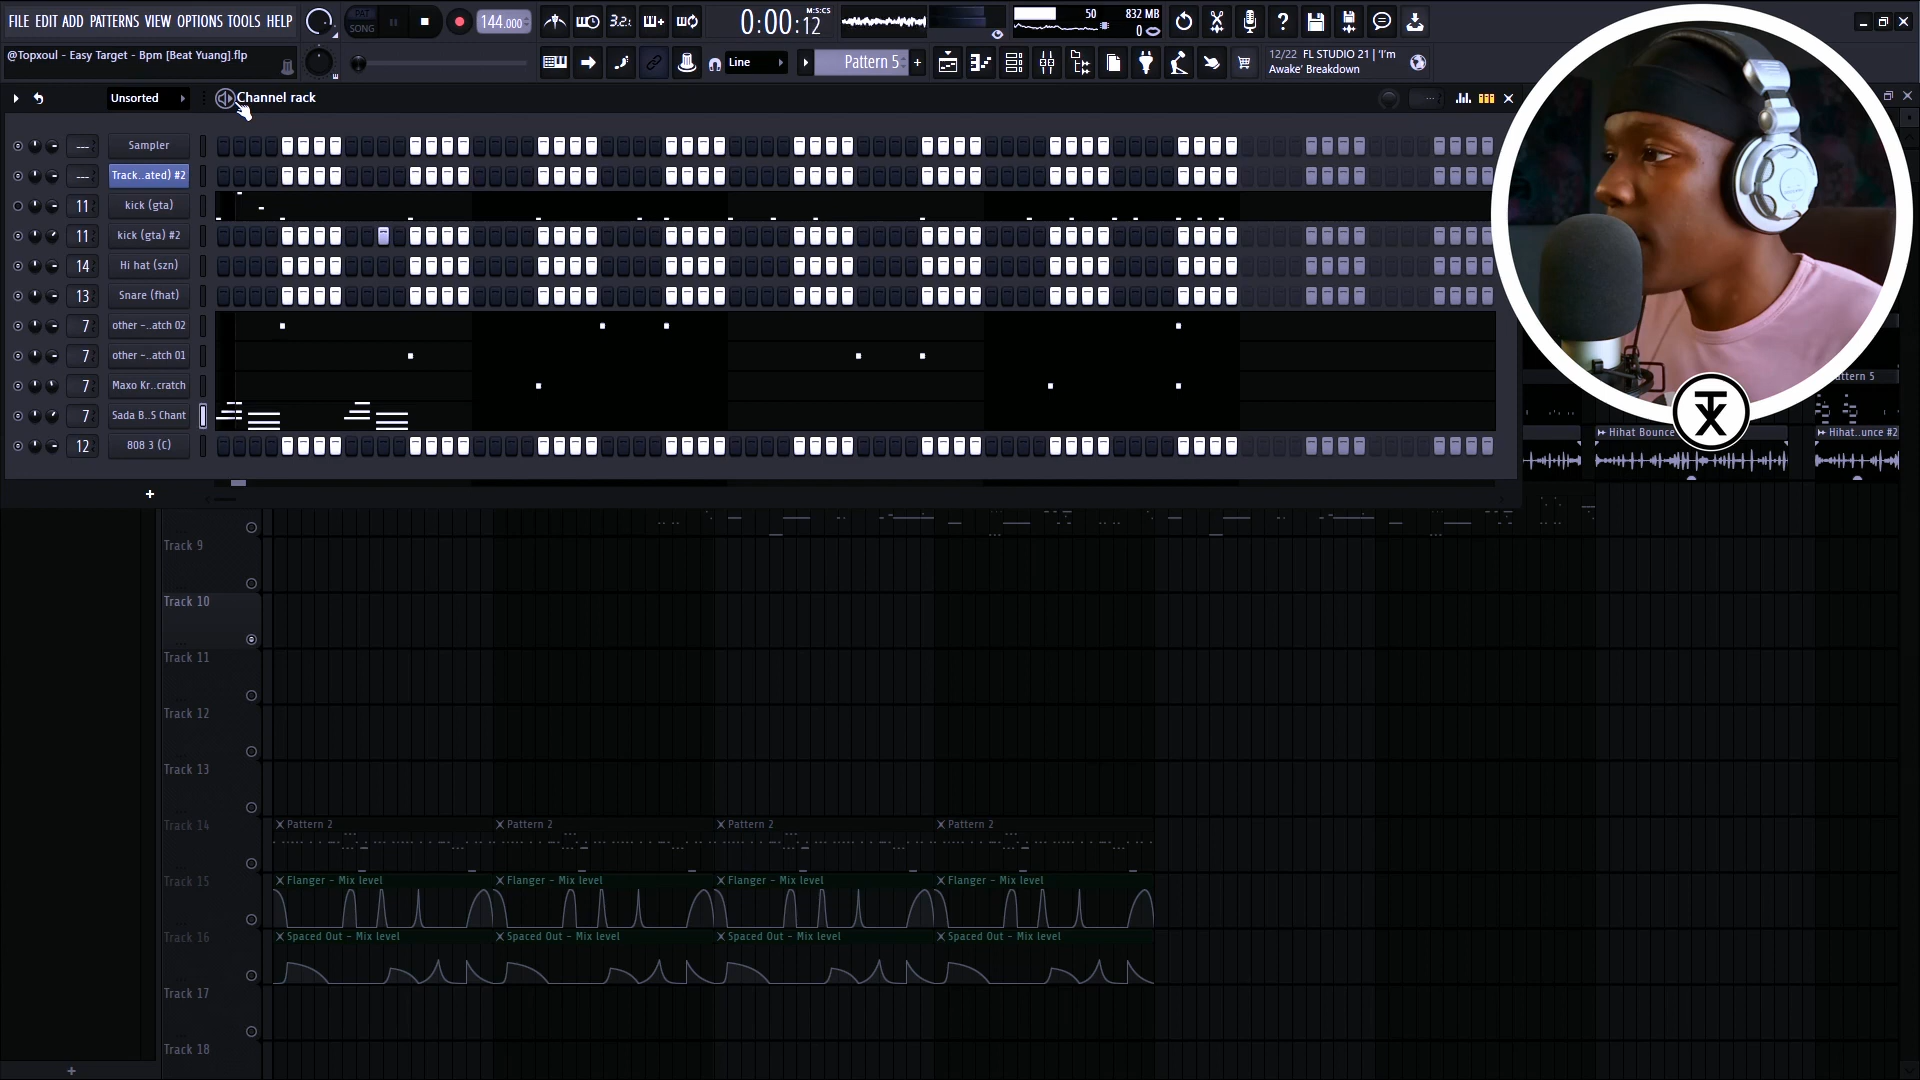 FILE EDIT ADD PATTERNS VIEW OPTIONS TOOLS HELP
PAT
SONG
144.000
3.2.
0:00:12
M:S:CS
50
832 MB
0
@Topxoul - Easy Target - Bpm [Beat Yuang].flp
Line
Pattern 5
+
12/22 FL STUDIO 21 | 'I'm
Awake' Breakdown
Unsorted
Channel rack
--- Sampler
--- Track..ated) #2
11 kick (gta)
11 kick (gta) #2
14 Hi hat (szn)
13 Snare (fhat)
7 other -..atch 02
7 other -..atch 01
7 Maxo Kr..cratch
7 Sada B..S Chant
12 808 3 (C)
+
Hihat Bounce
Hihat..unce #2
Track 9
Track 10
Track 11
Track 12
Track 13
Track 14
Pattern 2
Pattern 2
Pattern 2
Pattern 2
Track 15
Flanger - Mix level
Flanger - Mix level
Flanger - Mix level
Flanger - Mix level
Track 16
Spaced Out - Mix level
Spaced Out - Mix level
Spaced Out - Mix level
Spaced Out - Mix level
Track 17
Track 18
+